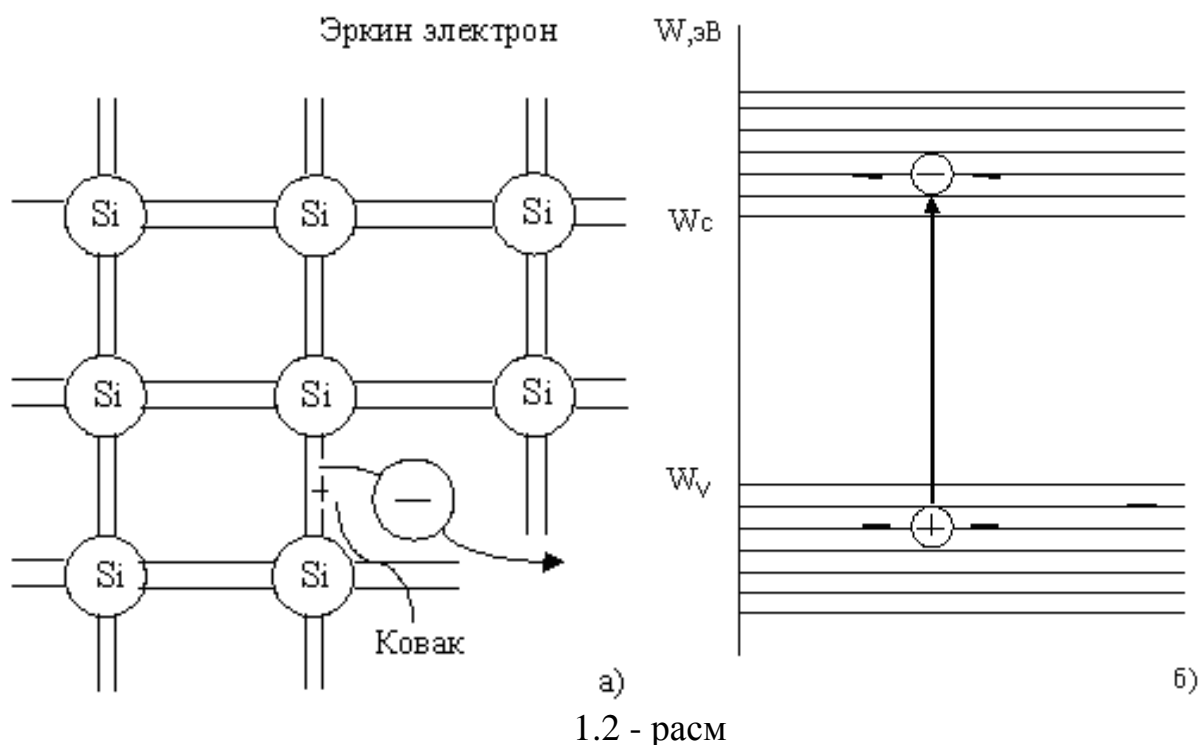 Эркин электрон
W,эВ
Si Si Si
Wc
Si Si Si
Wv
Si Si
Ковак
а)
б)
1.2 - расм